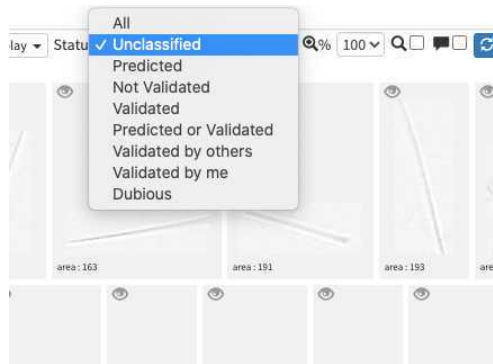 All
lay Statu ✓ Unclassified % 100
Predicted
Not Validated
Validated
Predicted or Validated
Validated by others
Validated by me
Dubious
area : 163 area : 191 area : 193 are